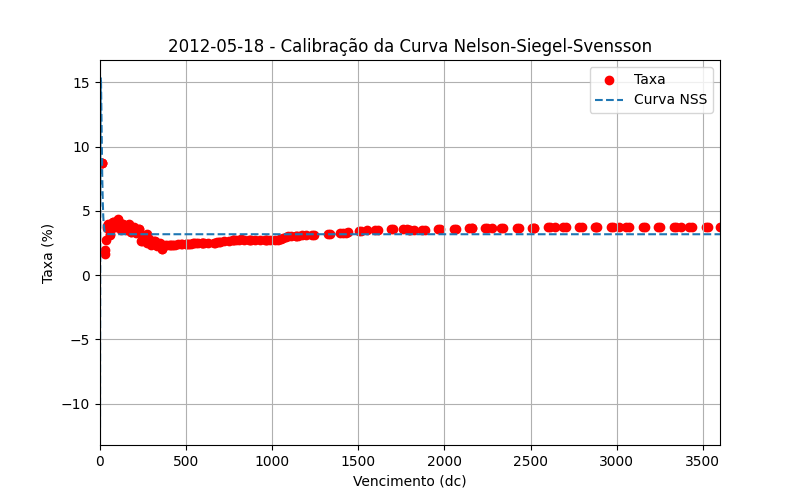 2012-05-18 - Calibração da Curva Nelson-Siegel-Svensson
Taxa
Curva NSS
15
10
5
0
−5
−10
Taxa (%)
0
500
1000
1500
2000
2500
3000
3500
Vencimento (dc)